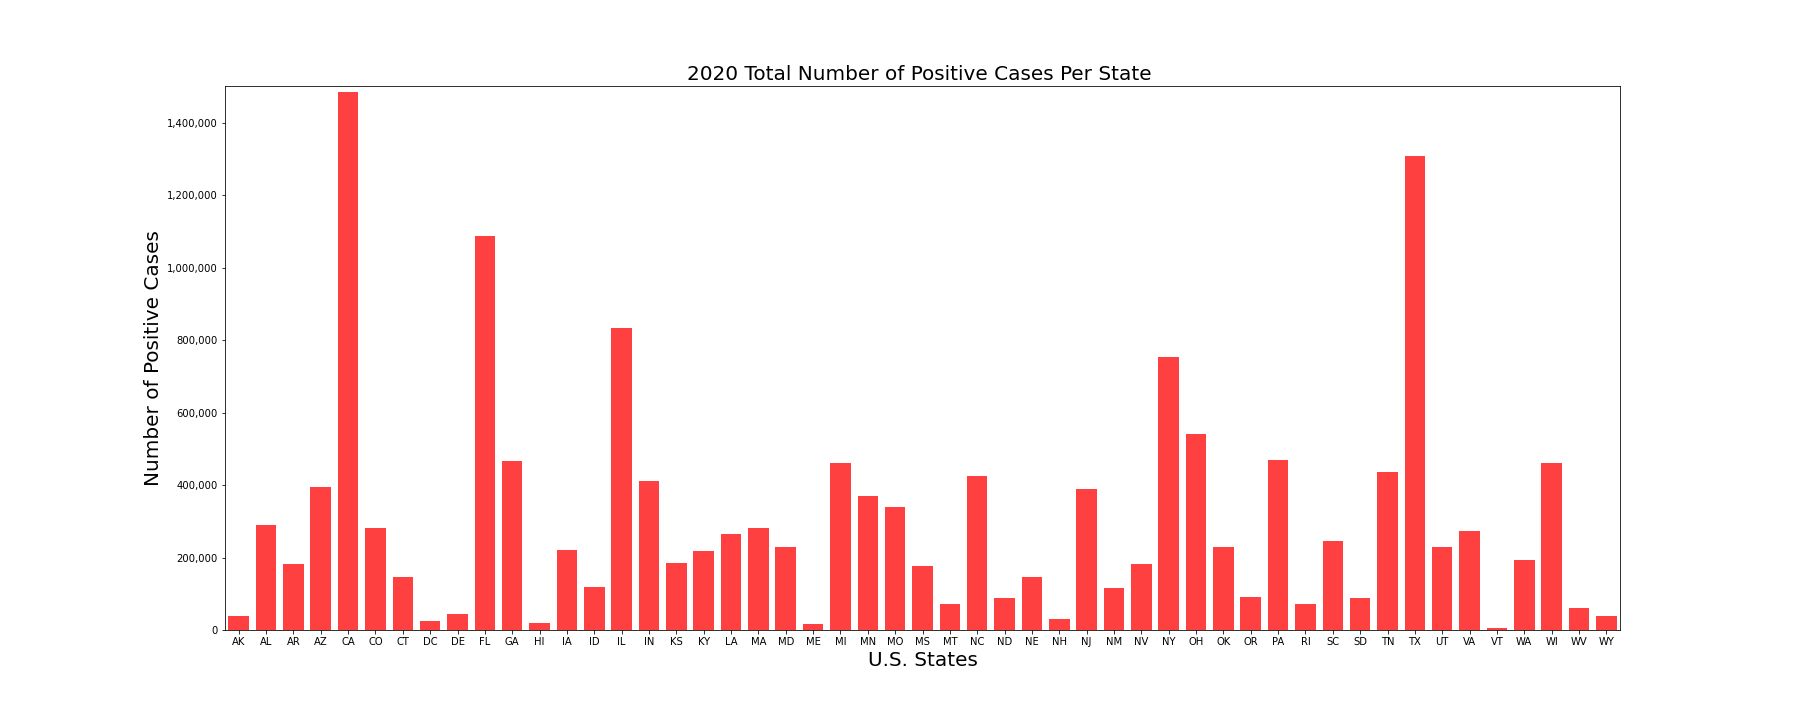 2020 Total Number of Positive Cases Per State
Number of Positive Cases
1,400,000
1,200,000
1,000,000
800,000
600,000
400,000
200,000
0
AK AL AR AZ CA CO CT DC DE FL GA HI IA ID IL IN KS KY LA MA MD ME MI MN MO MS MT NC ND NE NH NJ NM NV NY OH OK OR PA RI SC SD TN TX UT VA VT WA WI WV WY
U.S. States